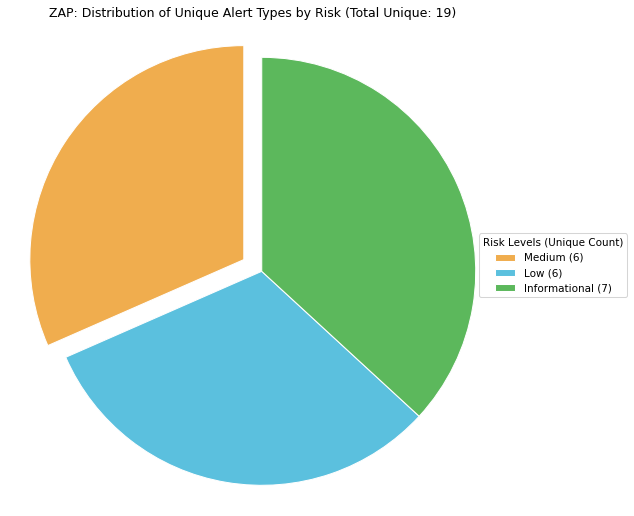 ZAP: Distribution of Unique Alert Types by Risk (Total Unique: 19)
Risk Levels (Unique Count)
Medium (6)
Low (6)
Informational (7)